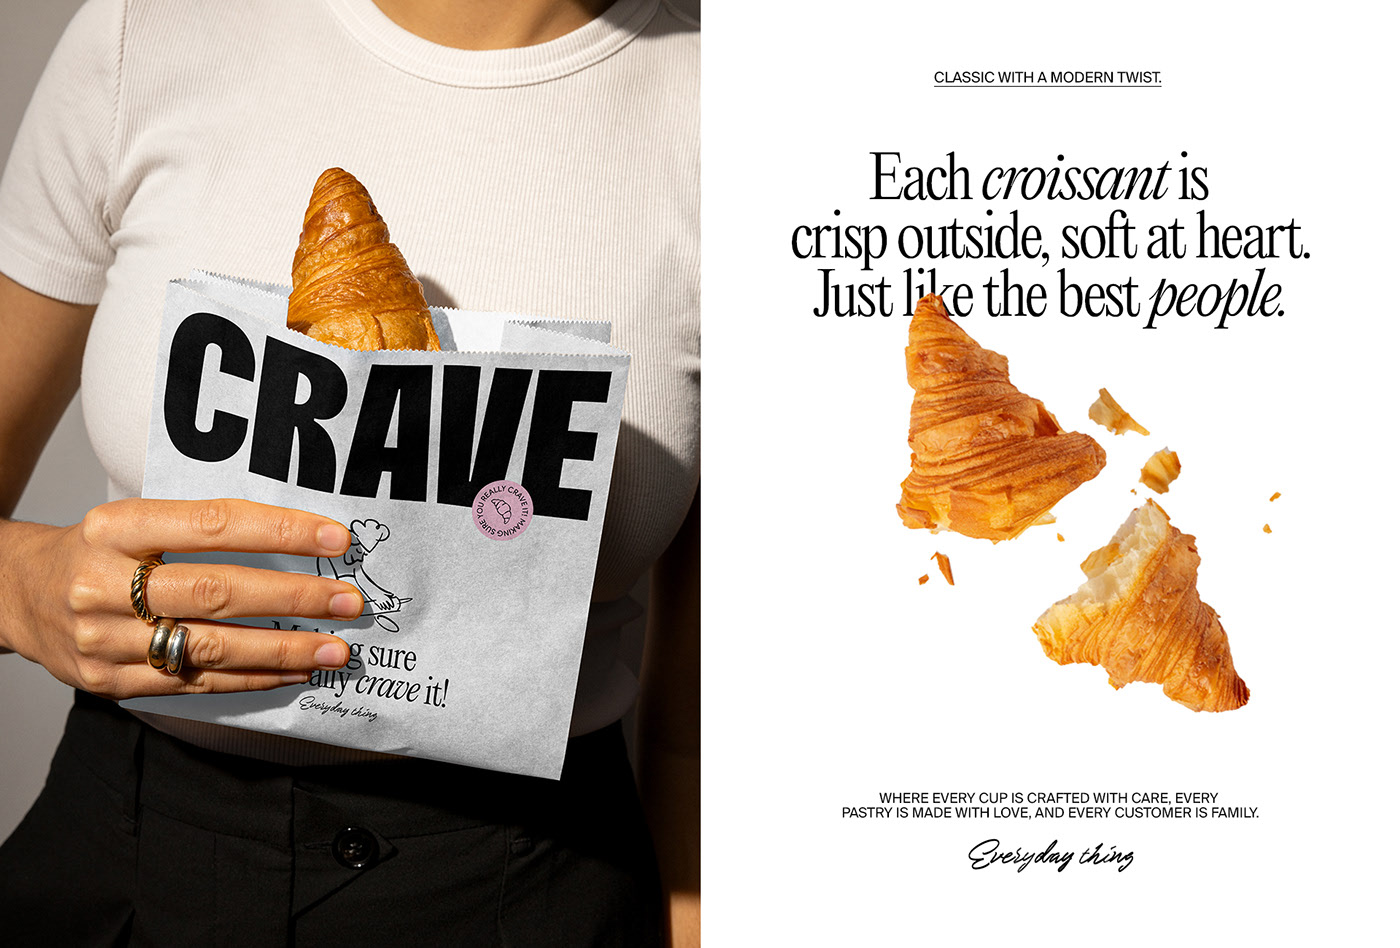 CRAVE
MAKING SURE YOU REALLY CRAVE IT!
sure
crave it!
Everyday thing
CLASSIC WITH A MODERN TWIST.
Each croissant is
crisp outside, soft at heart.
Just like the best people.
WHERE EVERY CUP IS CRAFTED WITH CARE, EVERY
PASTRY IS MADE WITH LOVE, AND EVERY CUSTOMER IS FAMILY.
Everyday thing